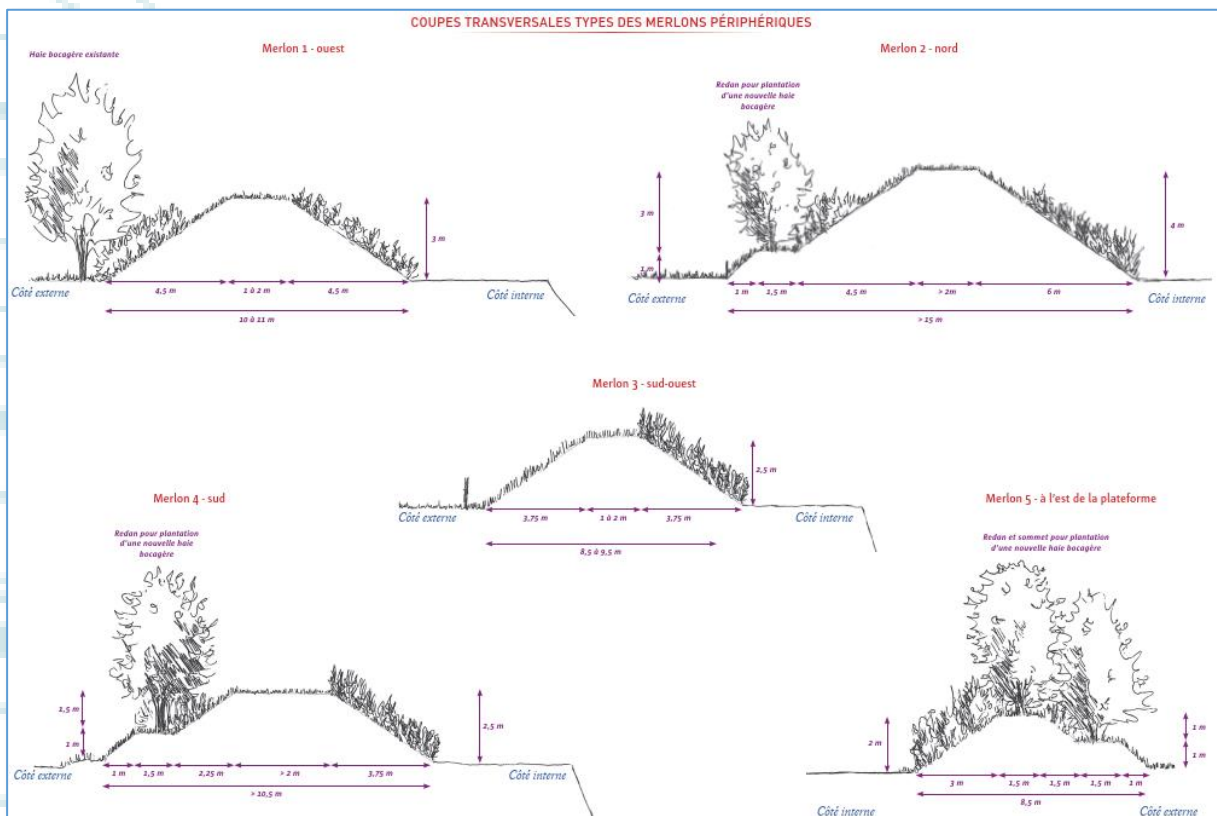 COUPES TRANSVERSALES TYPES DES MERLONS PÉRIPHÉRIQUES
Merlon 1 - ouest
Haie bocagère existante
3 m
4,5 m
1 à 2 m
4,5 m
10 à 11 m
Côté externe
Côté interne
Merlon 2 - nord
Redan pour plantation
d'une nouvelle haie
bocagère
3 m
1 m
4 m
1 m
1,5 m
4,5 m
> 2m
6 m
> 15 m
Côté externe
Côté interne
Merlon 3 - sud-ouest
2,5 m
3,75 m
1 à 2 m
3,75 m
8,5 à 9,5 m
Côté externe
Côté interne
Merlon 4 - sud
Redan pour plantation
d'une nouvelle haie
bocagère
1,5 m
1 m
2,5 m
1 m
1,5 m
2,25 m
> 2 m
3,75 m
> 10,5 m
Côté externe
Côté interne
Merlon 5 - à l'est de la plateforme
Redan et sommet pour plantation
d'une nouvelle haie bocagère
2 m
1 m
1 m
3 m
1,5 m
1,5 m
1,5 m
1 m
8,5 m
Côté interne
Côté externe